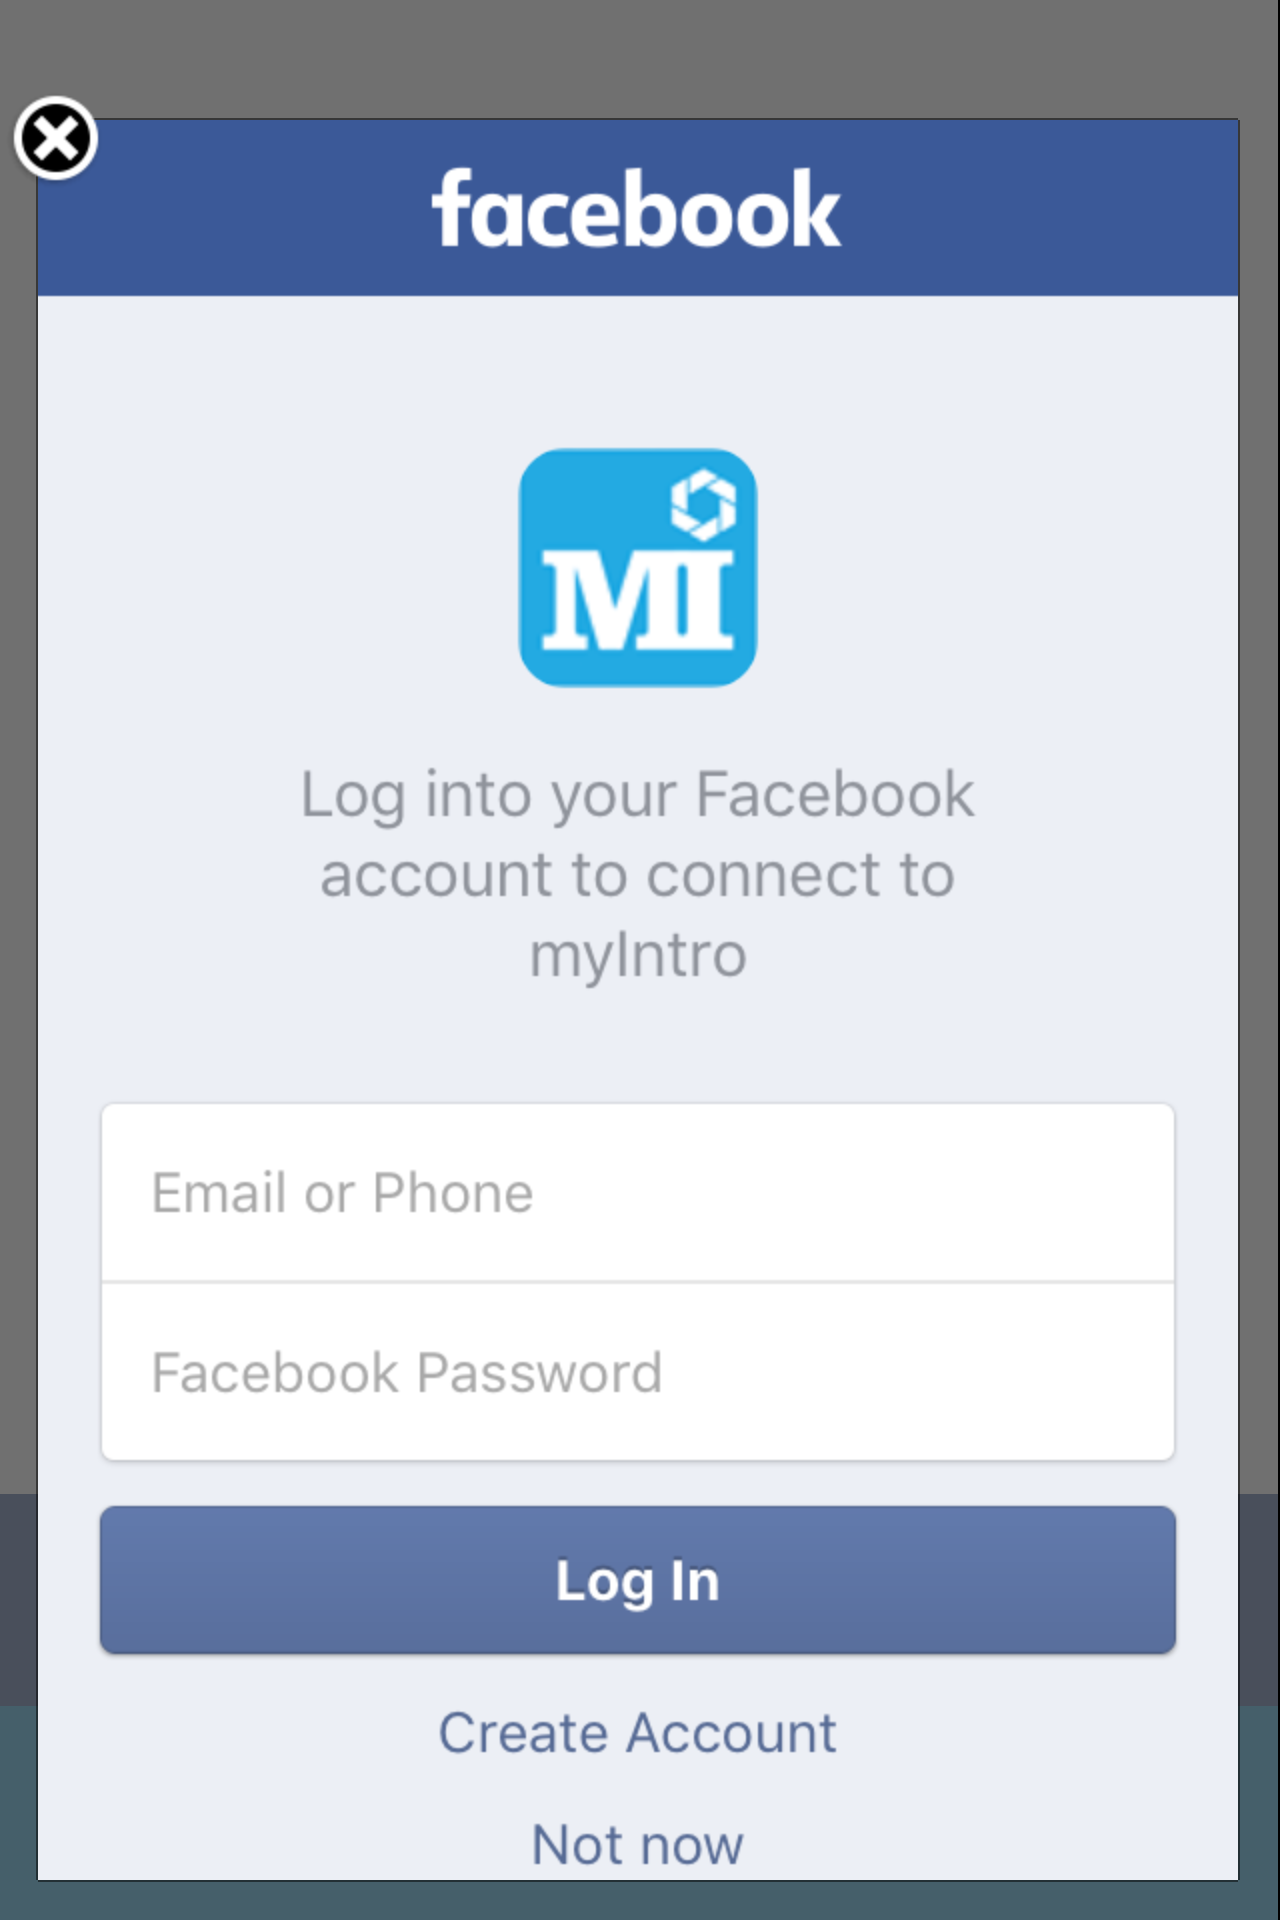 facebook
MI
Log into your Facebook
account to connect to
myIntro
Email or Phone
Facebook Password
Log In
Create Account
Not now